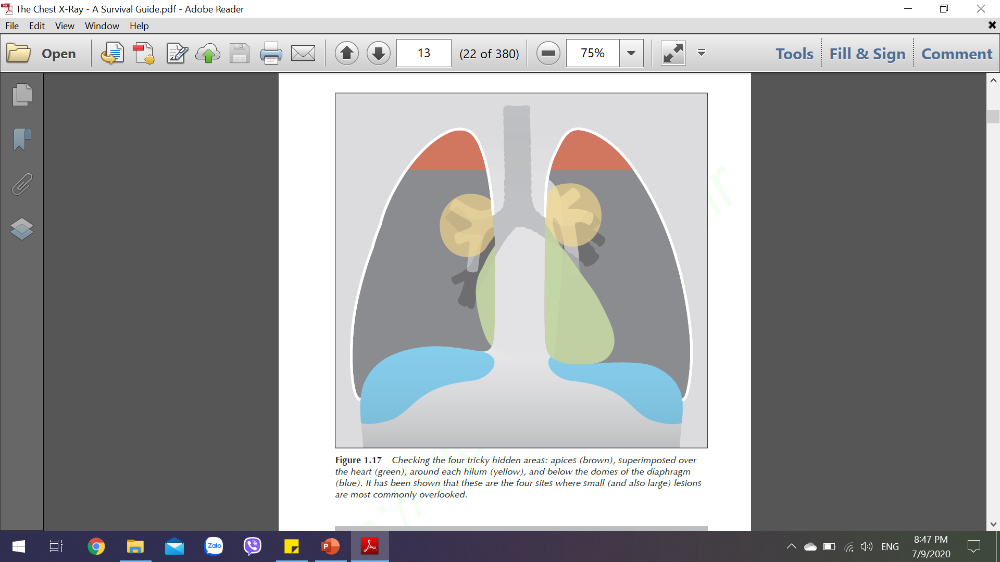 The Chest X-Ray - A Survival Guide.pdf - Adobe Reader
File Edit View Window Help
Open 13 (22 of 380) 75% Tools Fill & Sign Comment
Figure 1.17 Checking the four tricky hidden areas: apices (brown), superimposed over
the heart (green), around each hilum (yellow), and below the domes of the diaphragm
(blue). It has been shown that these are the four sites where small (and also large) lesions
are most commonly overlooked.
Zalo
P
ENG
8:47 PM
7/9/2020